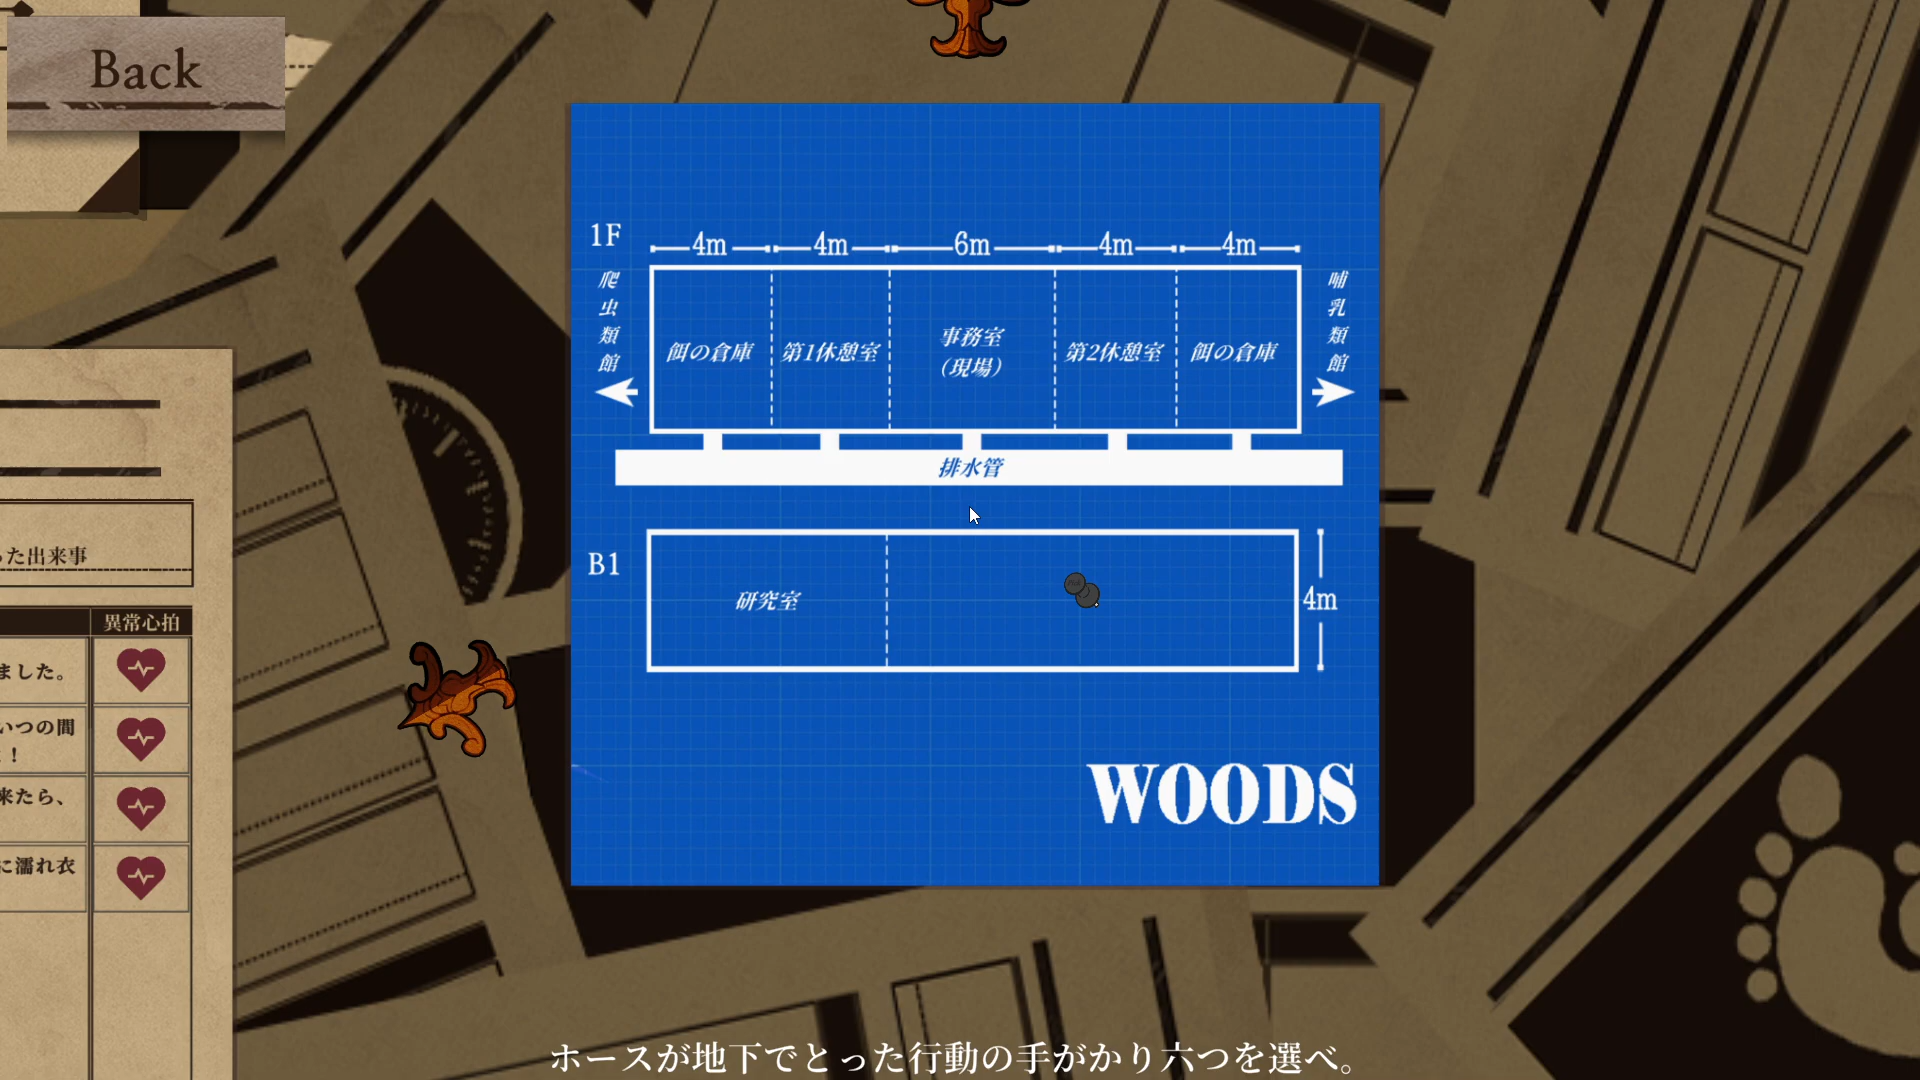 Back
1F
4m 4m 6m 4m 4m
爬虫類館
哺乳類館
餌の倉庫
第1休憩室
事務室
（現場）
第2休憩室
餌の倉庫
排水管
B1
研究室
4m
WOODS
った出来事
異常心拍
ました。
いつの間
！
来たら、
に濡れ衣
ホースが地下でとった行動の手がかり六つを選べ。